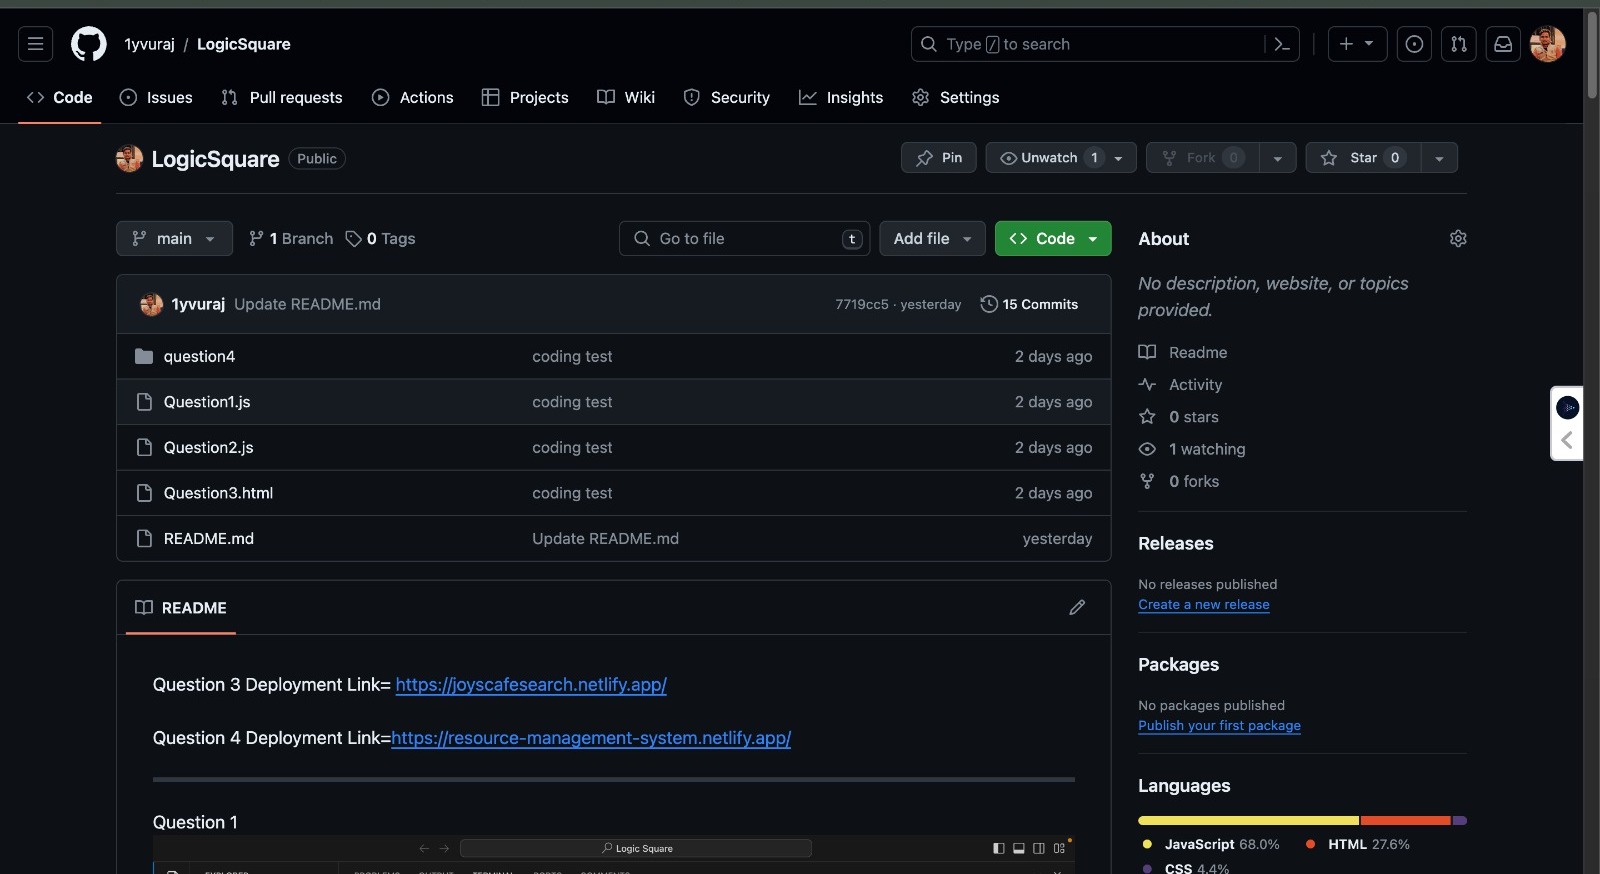 1yvuraj / LogicSquare
Type / to search
Code Issues Pull requests Actions Projects Wiki Security Insights Settings
LogicSquare Public
Pin Unwatch 1 Fork 0 Star 0
main 1 Branch 0 Tags Go to file t Add file Code
1yvuraj Update README.md 7719cc5 · yesterday 15 Commits
question4 coding test 2 days ago
Question1.js coding test 2 days ago
Question2.js coding test 2 days ago
Question3.html coding test 2 days ago
README.md Update README.md yesterday
README
Question 3 Deployment Link= https://joyscafesearch.netlify.app/
Question 4 Deployment Link=https://resource-management-system.netlify.app/
Question 1
Logic Square
About
No description, website, or topics
provided.
Readme
Activity
0 stars
1 watching
0 forks
Releases
No releases published
Create a new release
Packages
No packages published
Publish your first package
Languages
JavaScript 68.0% HTML 27.6%
CSS 4.4%